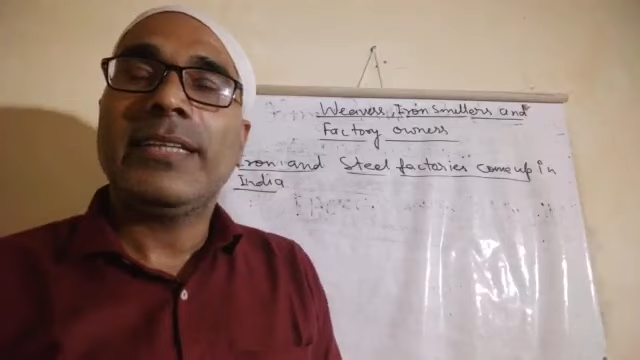 Weavers, Iron smelters and
Factory owners
Iron and Steel factories come up in
India